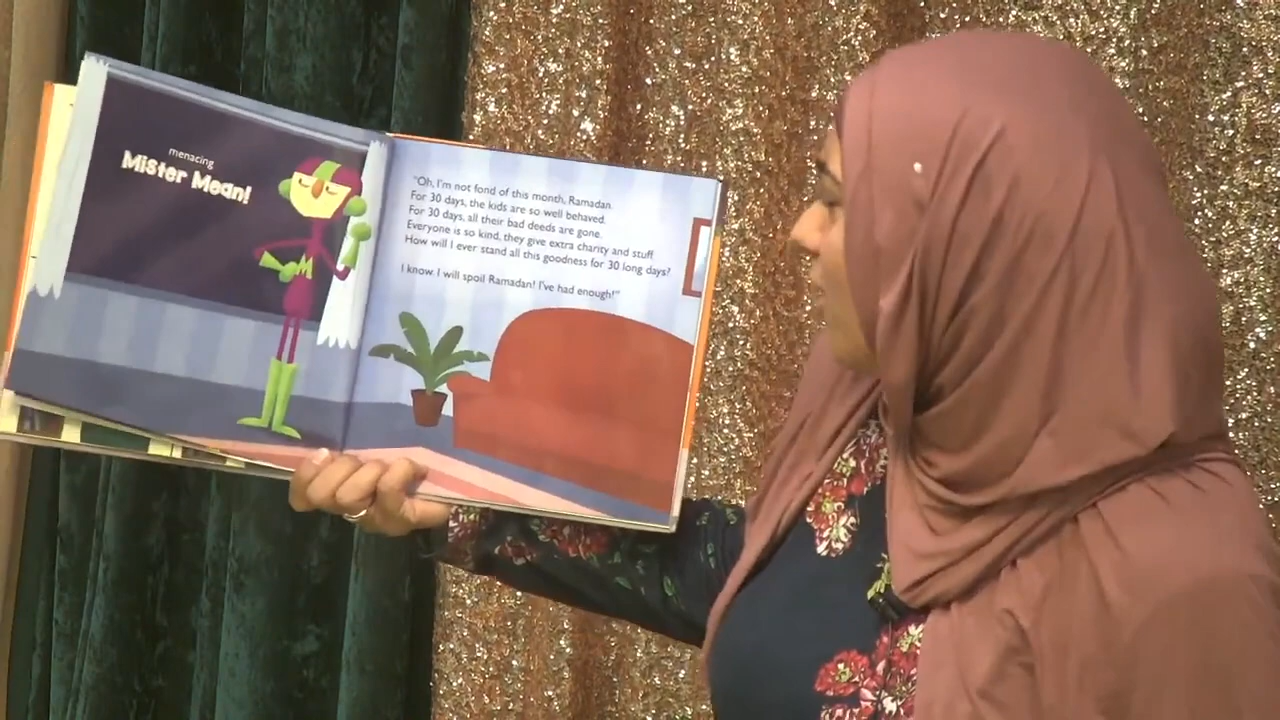 menacing
Mister Mean!
"Oh, I'm not fond of this month, Ramadan.
For 30 days, the kids are so well behaved.
For 30 days, all their bad deeds are gone.
Everyone is so kind, they give extra charity and stuff.
How will I ever stand all this goodness for 30 long days?
I know I will spoil Ramadan! I've had enough!"
M